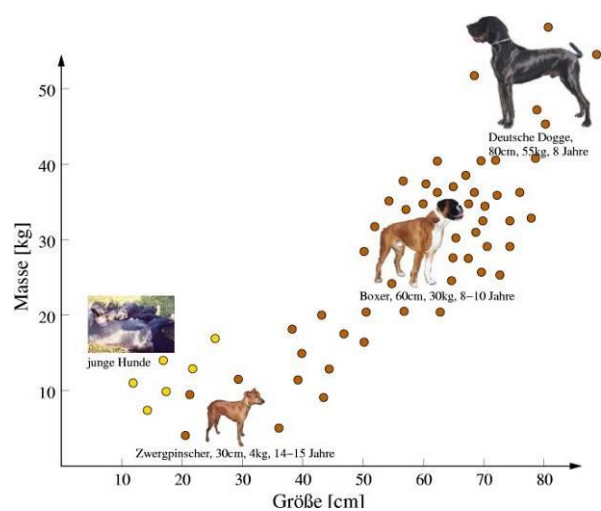 50
40
30
20
10
Masse [kg]
Deutsche Dogge,
80cm, 55kg, 8 Jahre
Boxer, 60cm, 30kg, 8–10 Jahre
junge Hunde
Zwergpinscher, 30cm, 4kg, 14–15 Jahre
10 20 30 40 50 60 70 80
Größe [cm]